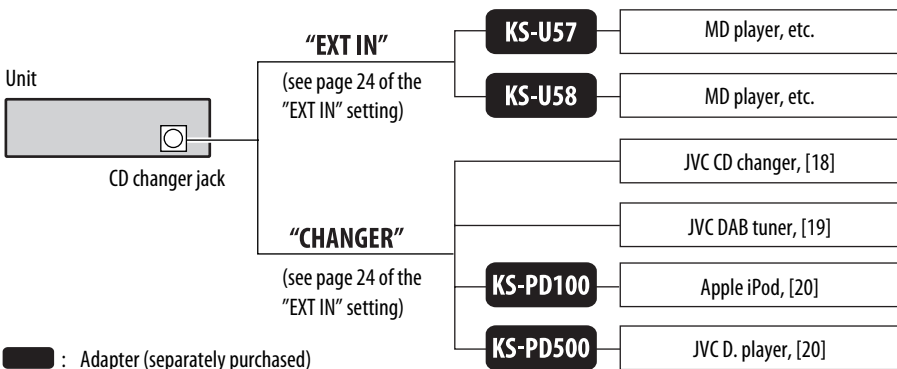 Unit
CD changer jack
“EXT IN”
(see page 24 of the
”EXT IN” setting)
KS-U57
MD player, etc.
KS-U58
MD player, etc.
“CHANGER”
(see page 24 of the
”EXT IN” setting)
JVC CD changer, [18]
JVC DAB tuner, [19]
KS-PD100
Apple iPod, [20]
KS-PD500
JVC D. player, [20]
: Adapter (separately purchased)